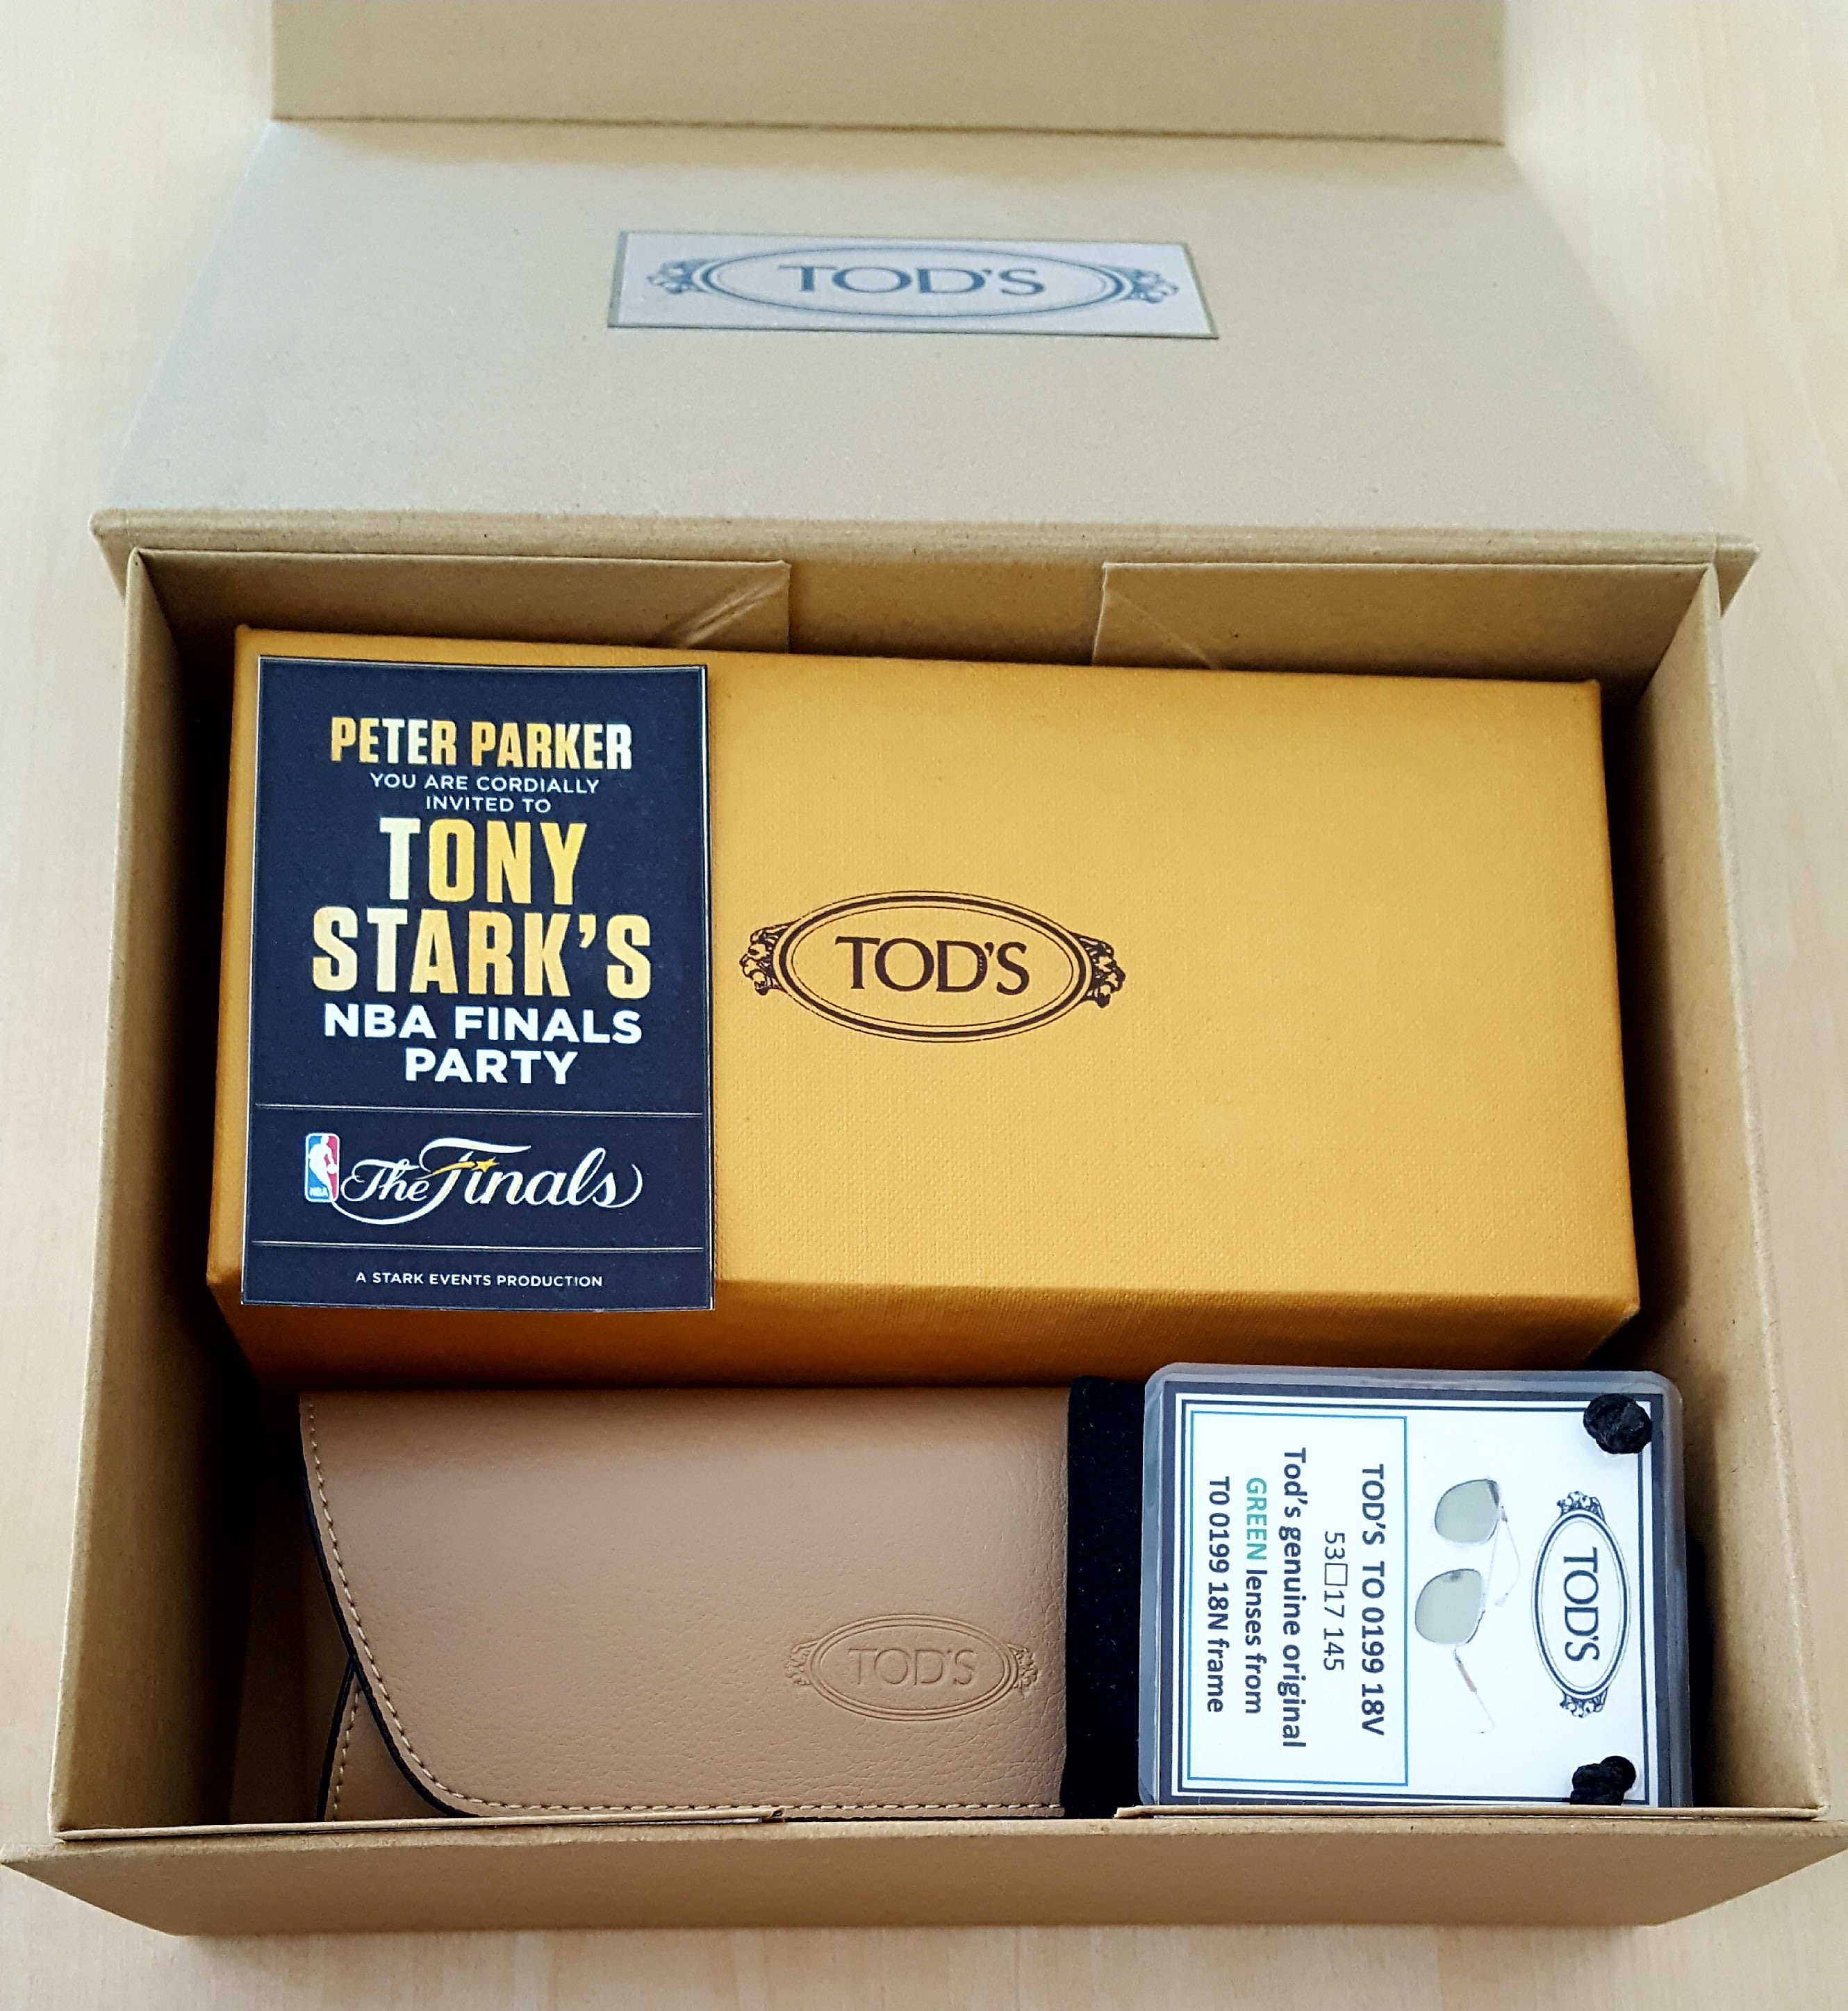 TOD'S
PETER PARKER
YOU ARE CORDIALLY
INVITED TO
TONY
STARK'S
NBA FINALS
PARTY
NBA
The Finals
A STARK EVENTS PRODUCTION
TOD'S
TOD'S
TOD'S
TOD'S TO 0199 18V
53□17 145
Tod's genuine original
GREEN lenses from
TO 0199 18N frame